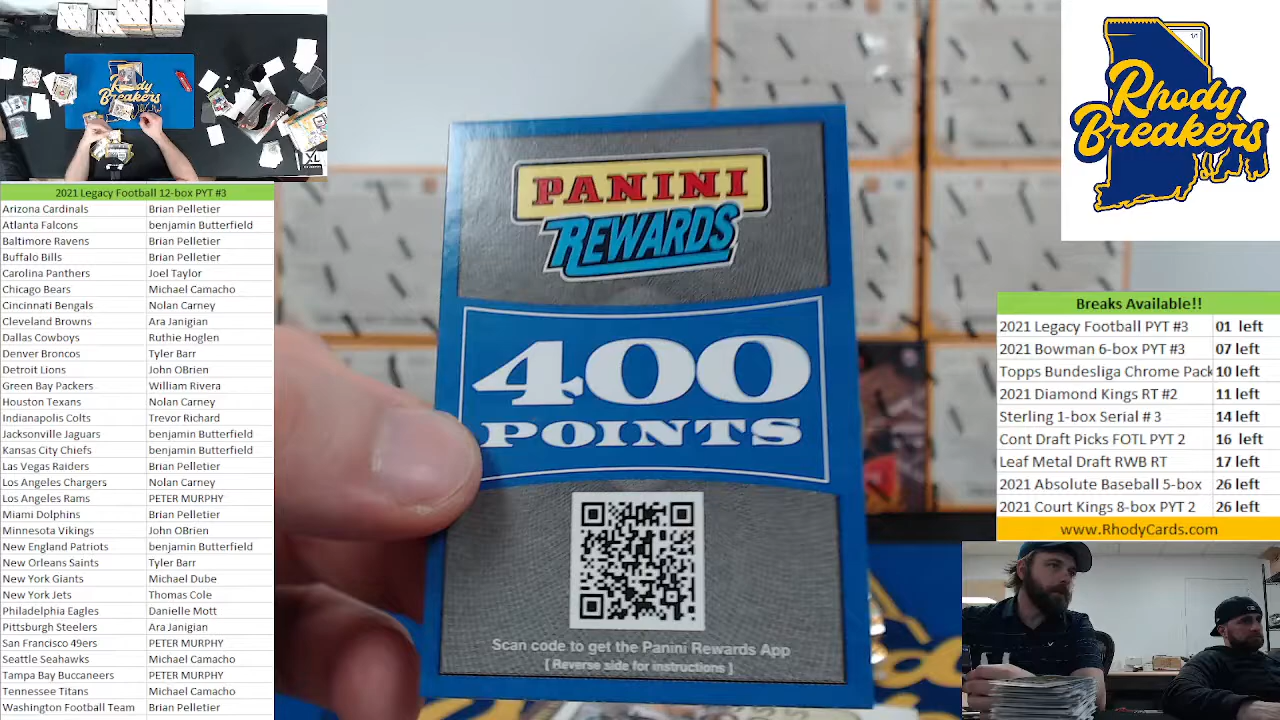 Rhody
Breakers
XL
2021 Legacy Football 12-box PYT #3
Arizona Cardinals Brian Pelletier
Atlanta Falcons benjamin Butterfield
Baltimore Ravens Brian Pelletier
Buffalo Bills Brian Pelletier
Carolina Panthers Joel Taylor
Chicago Bears Michael Camacho
Cincinnati Bengals Nolan Carney
Cleveland Browns Ara Janigian
Dallas Cowboys Ruthie Hoglen
Denver Broncos Tyler Barr
Detroit Lions John OBrien
Green Bay Packers William Rivera
Houston Texans Nolan Carney
Indianapolis Colts Trevor Richard
Jacksonville Jaguars benjamin Butterfield
Kansas City Chiefs benjamin Butterfield
Las Vegas Raiders Brian Pelletier
Los Angeles Chargers Nolan Carney
Los Angeles Rams PETER MURPHY
Miami Dolphins Brian Pelletier
Minnesota Vikings John OBrien
New England Patriots benjamin Butterfield
New Orleans Saints Tyler Barr
New York Giants Michael Dube
New York Jets Thomas Cole
Philadelphia Eagles Danielle Mott
Pittsburgh Steelers Ara Janigian
San Francisco 49ers PETER MURPHY
Seattle Seahawks Michael Camacho
Tampa Bay Buccaneers PETER MURPHY
Tennessee Titans Michael Camacho
Washington Football Team Brian Pelletier
PANINI
REWARDS
400
POINTS
Scan code to get the Panini Rewards App
[ Reverse side for instructions ]
Rhody
Breakers
Breaks Available!!
2021 Legacy Football PYT #3 01 left
2021 Bowman 6-box PYT #3 07 left
Topps Bundesliga Chrome Pack 10 left
2021 Diamond Kings RT #2 11 left
Sterling 1-box Serial # 3 14 left
Cont Draft Picks FOTL PYT 2 16 left
Leaf Metal Draft RWB RT 17 left
2021 Absolute Baseball 5-box 26 left
2021 Court Kings 8-box PYT 2 26 left
www.RhodyCards.com